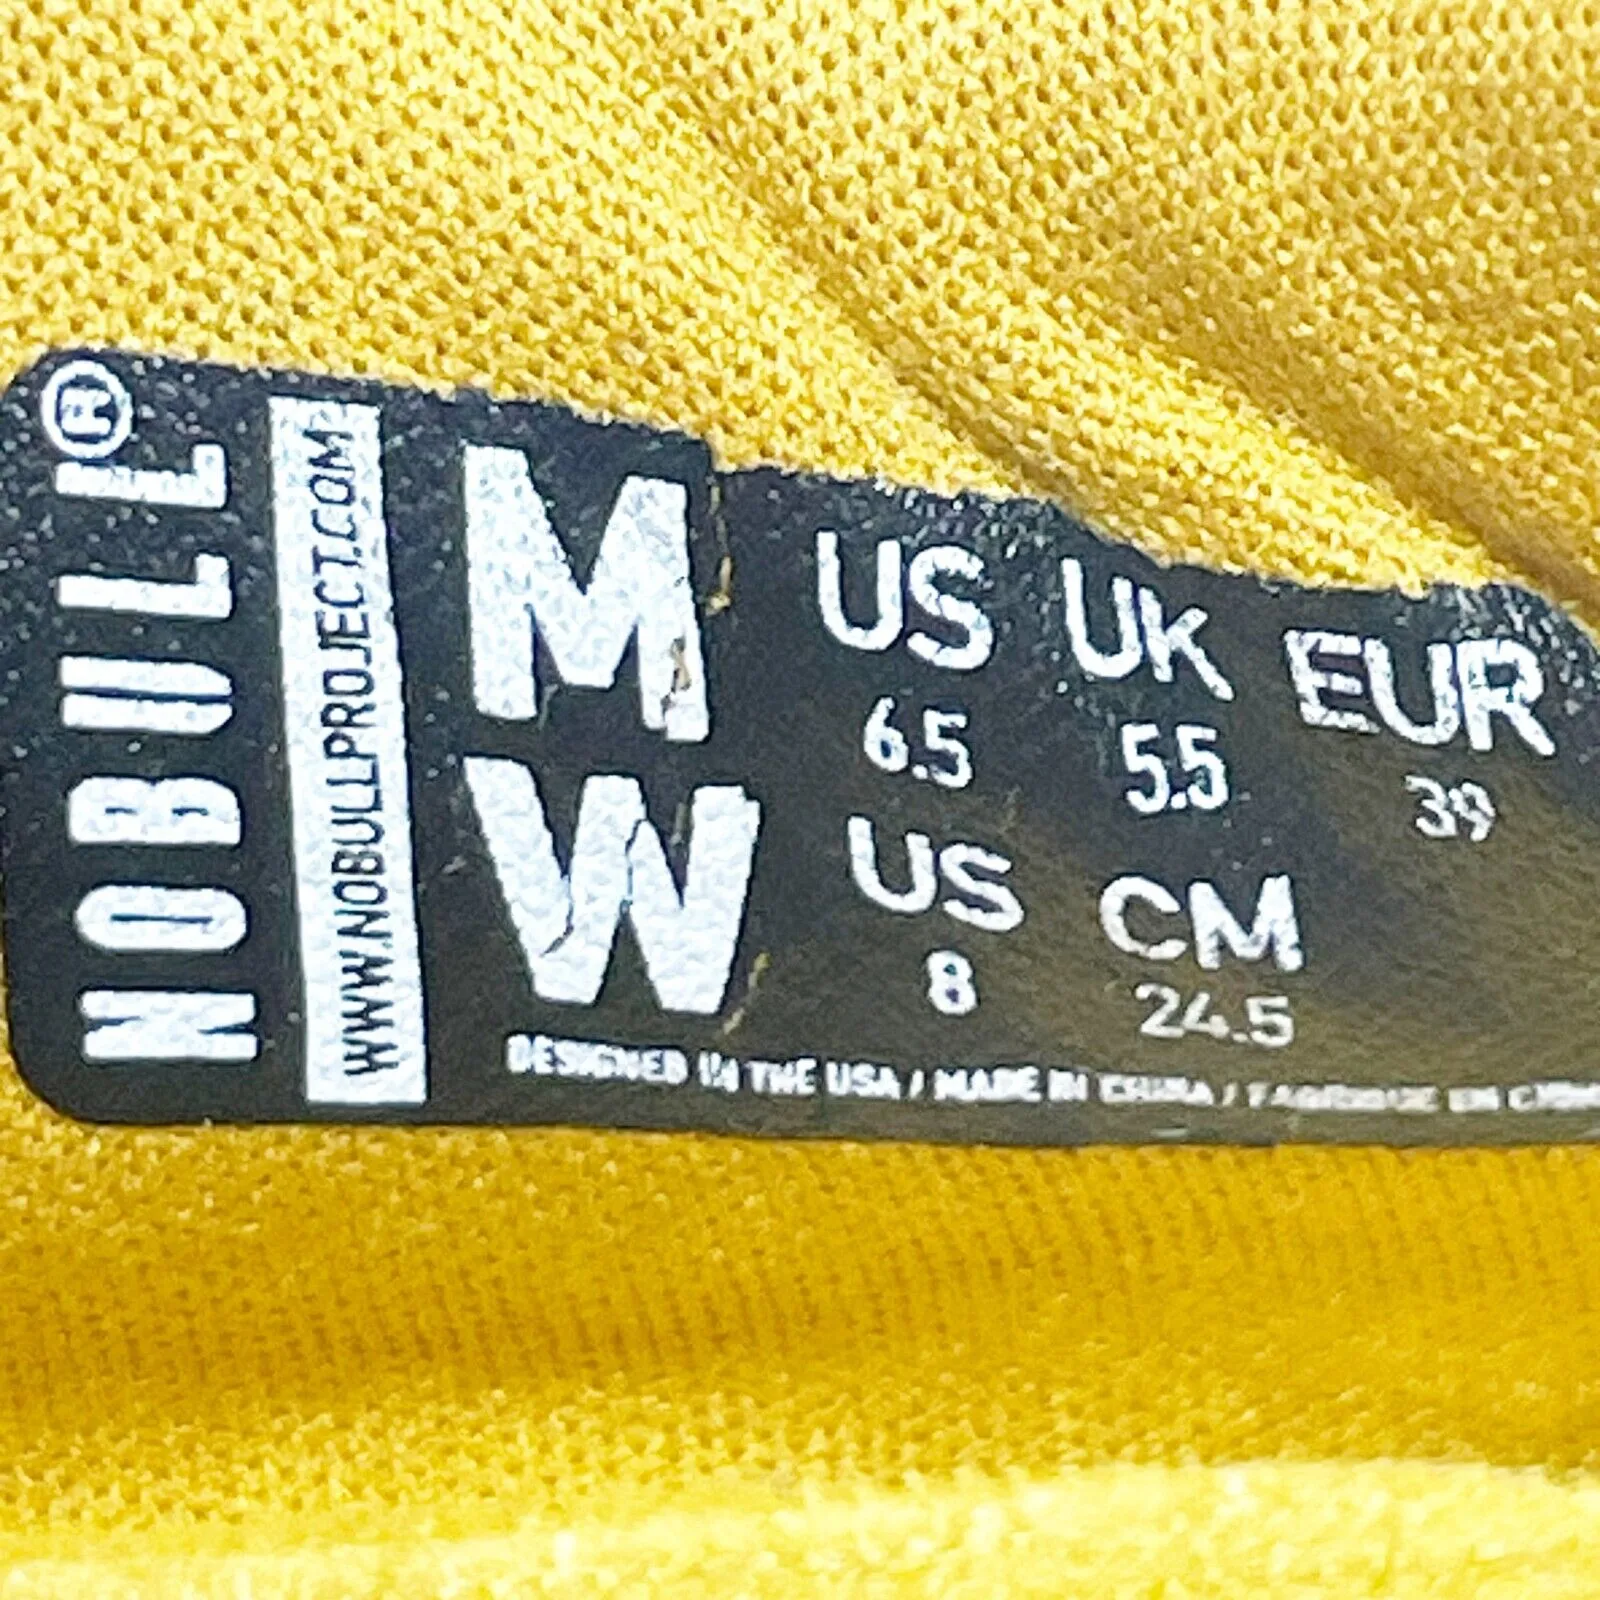 NOBULL®
WWW.NOBULLPROJECT.COM
M
US UK EUR
6.5 5.5 39
W
US CM
8 24.5
DESIGNED IN THE USA / MADE IN CHINA / FABRIQUE EN CHINE